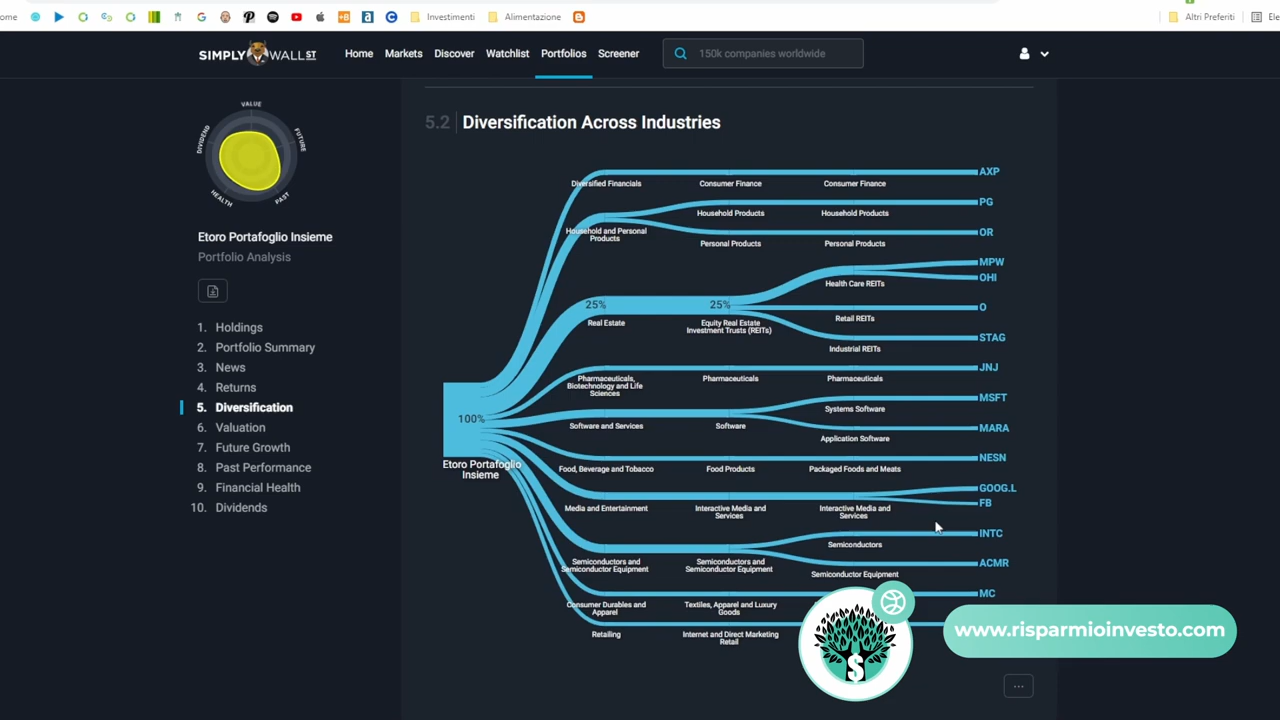 ome
Investimenti
Alimentazione
Altri Preferiti
Ele
SIMPLY WALL ST
Home
Markets
Discover
Watchlist
Portfolios
Screener
150k companies worldwide
VALUE
FUTURE
PAST
HEALTH
DIVIDEND
Etoro Portafoglio Insieme
Portfolio Analysis
1. Holdings
2. Portfolio Summary
3. News
4. Returns
5. Diversification
6. Valuation
7. Future Growth
8. Past Performance
9. Financial Health
10. Dividends
5.2 Diversification Across Industries
100%
Etoro Portafoglio
Insieme
Diversified Financials
Consumer Finance
Consumer Finance
AXP
Household and Personal
Products
Household Products
Household Products
PG
Personal Products
Personal Products
OR
25%
Real Estate
25%
Equity Real Estate
Investment Trusts (REITs)
Health Care REITs
MPW
OHI
Retail REITs
O
Industrial REITs
STAG
Pharmaceuticals,
Biotechnology and Life
Sciences
Pharmaceuticals
Pharmaceuticals
JNJ
Software and Services
Software
Systems Software
MSFT
Application Software
MARA
Food, Beverage and Tobacco
Food Products
Packaged Foods and Meats
NESN
Media and Entertainment
Interactive Media and
Services
Interactive Media and
Services
GOOG.L
FB
Semiconductors and
Semiconductor Equipment
Semiconductors and
Semiconductor Equipment
Semiconductors
INTC
Semiconductor Equipment
ACMR
Consumer Durables and
Apparel
Textiles, Apparel and Luxury
Goods
MC
Retailing
Internet and Direct Marketing
Retail
$
www.risparmioinvesto.com
...